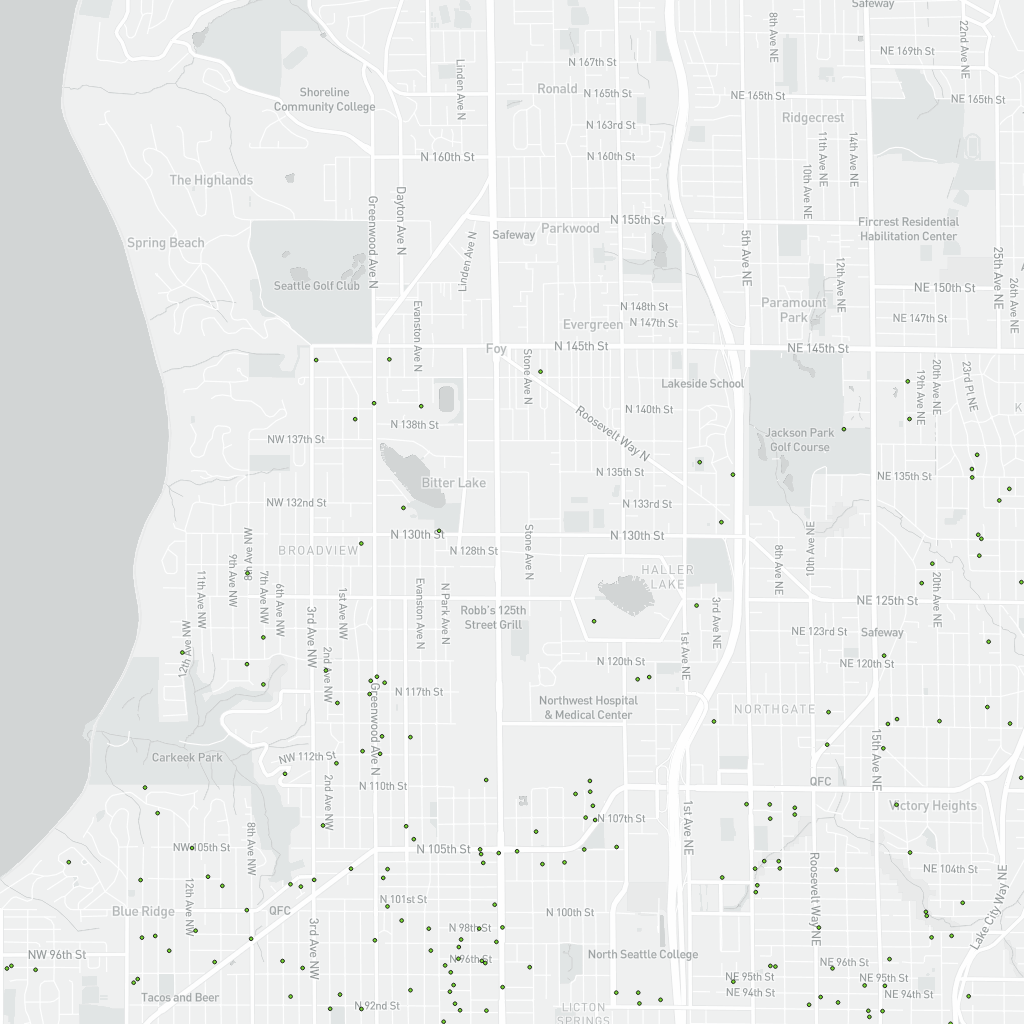 Safeway
8th Ave NE
22nd Ave NE
NE 169th St
N 167th St
Linden Ave N
Ronald
Shoreline
Community College
N 165th St
NE 165th St
NE 165th St
Ridgecrest
N 163rd St
11th Ave NE
14th Ave NE
N 160th St
N 160th St
10th Ave NE
The Highlands
Greenwood Ave N
Dayton Ave N
N 155th St
Fircrest Residential
Habilitation Center
Safeway
Parkwood
Spring Beach
Linden Ave N
5th Ave NE
12th Ave NE
25th Ave NE
26th Ave NE
Seattle Golf Club
NE 150th St
Paramount
Park
N 148th St
Evanston Ave N
Evergreen
N 147th St
NE 147th St
Foy
N 145th St
NE 145th St
Stone Ave N
Lakeside School
19th Ave NE
20th Ave NE
23rd Pl NE
K
N 140th St
N 138th St
Roosevelt Way N
Jackson Park
Golf Course
NW 137th St
N 135th St
NE 135th St
Bitter Lake
NW 132nd St
N 133rd St
N 130th St
N 130th St
Stone Ave N
10th Ave NE
BROADVIEW
N 128th St
8th Ave NW
9th Ave NW
8th Ave NE
HALLER
LAKE
11th Ave NW
7th Ave NW
6th Ave NW
1st Ave NW
Evanston Ave N
N Park Ave N
20th Ave NE
NE 125th St
Robb's 125th
Street Grill
3rd Ave NW
3rd Ave NE
12th Ave NW
NE 123rd St
Safeway
1st Ave NE
2nd Ave NW
N 120th St
NE 120th St
Greenwood Ave N
N 117th St
Northwest Hospital
& Medical Center
NORTHGATE
Carkeek Park
NW 112th St
15th Ave NE
2nd Ave NW
N 110th St
QFC
1st Ave NE
Victory Heights
8th Ave NW
N 107th St
NW 105th St
N 105th St
Roosevelt Way NE
NE 104th St
12th Ave NW
Lake City Way NE
N 101st St
Blue Ridge
QFC
N 100th St
3rd Ave NW
N 98th St
NW 96th St
N 96th St
North Seattle College
NE 96th St
NE 95th St
NE 95th St
Tacos and Beer
NE 94th St
NE 94th St
N 92nd St
LICTON
SPRINGS